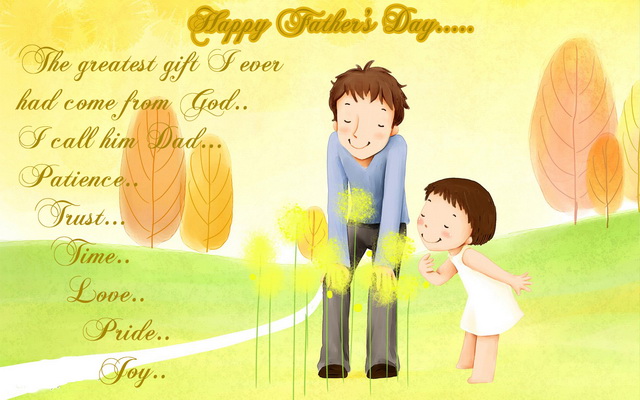 Happy Father's Day.....
The greatest gift I ever
had come from God..
I call him Dad...
Patience..
Trust...
Time..
Love..
Pride..
Joy..